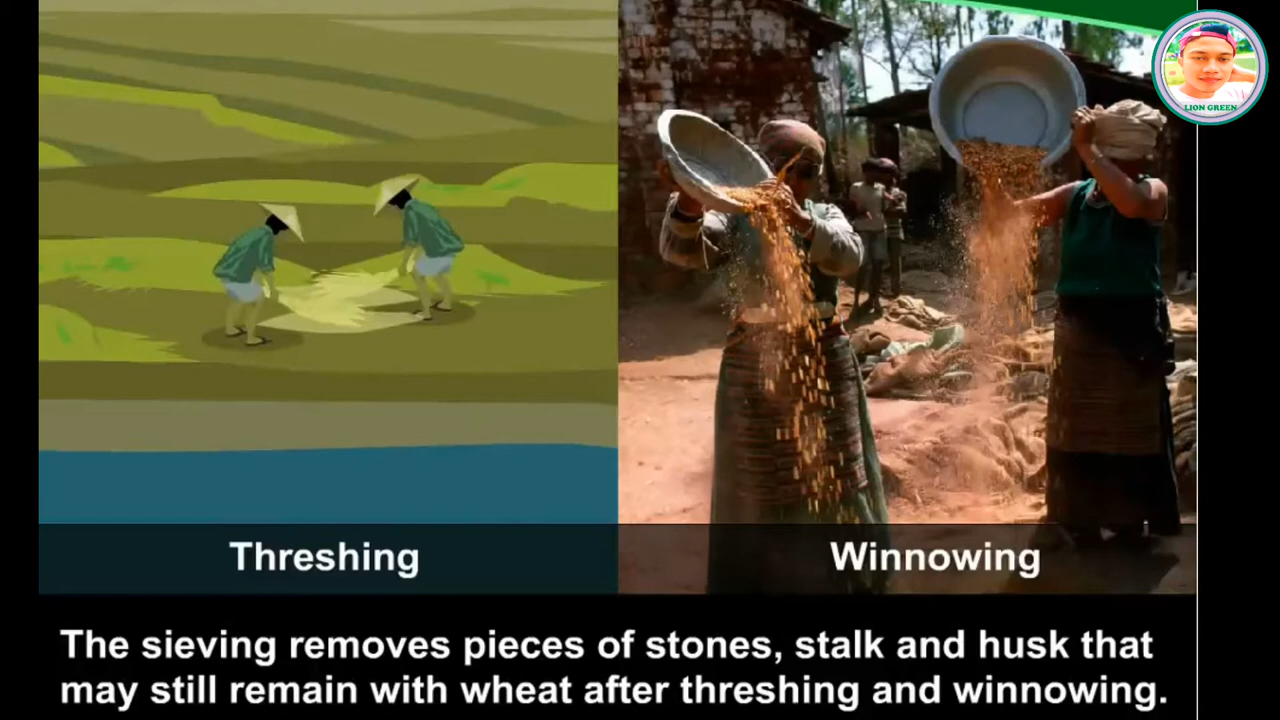 LION GREEN
Threshing
Winnowing
The sieving removes pieces of stones, stalk and husk that
may still remain with wheat after threshing and winnowing.